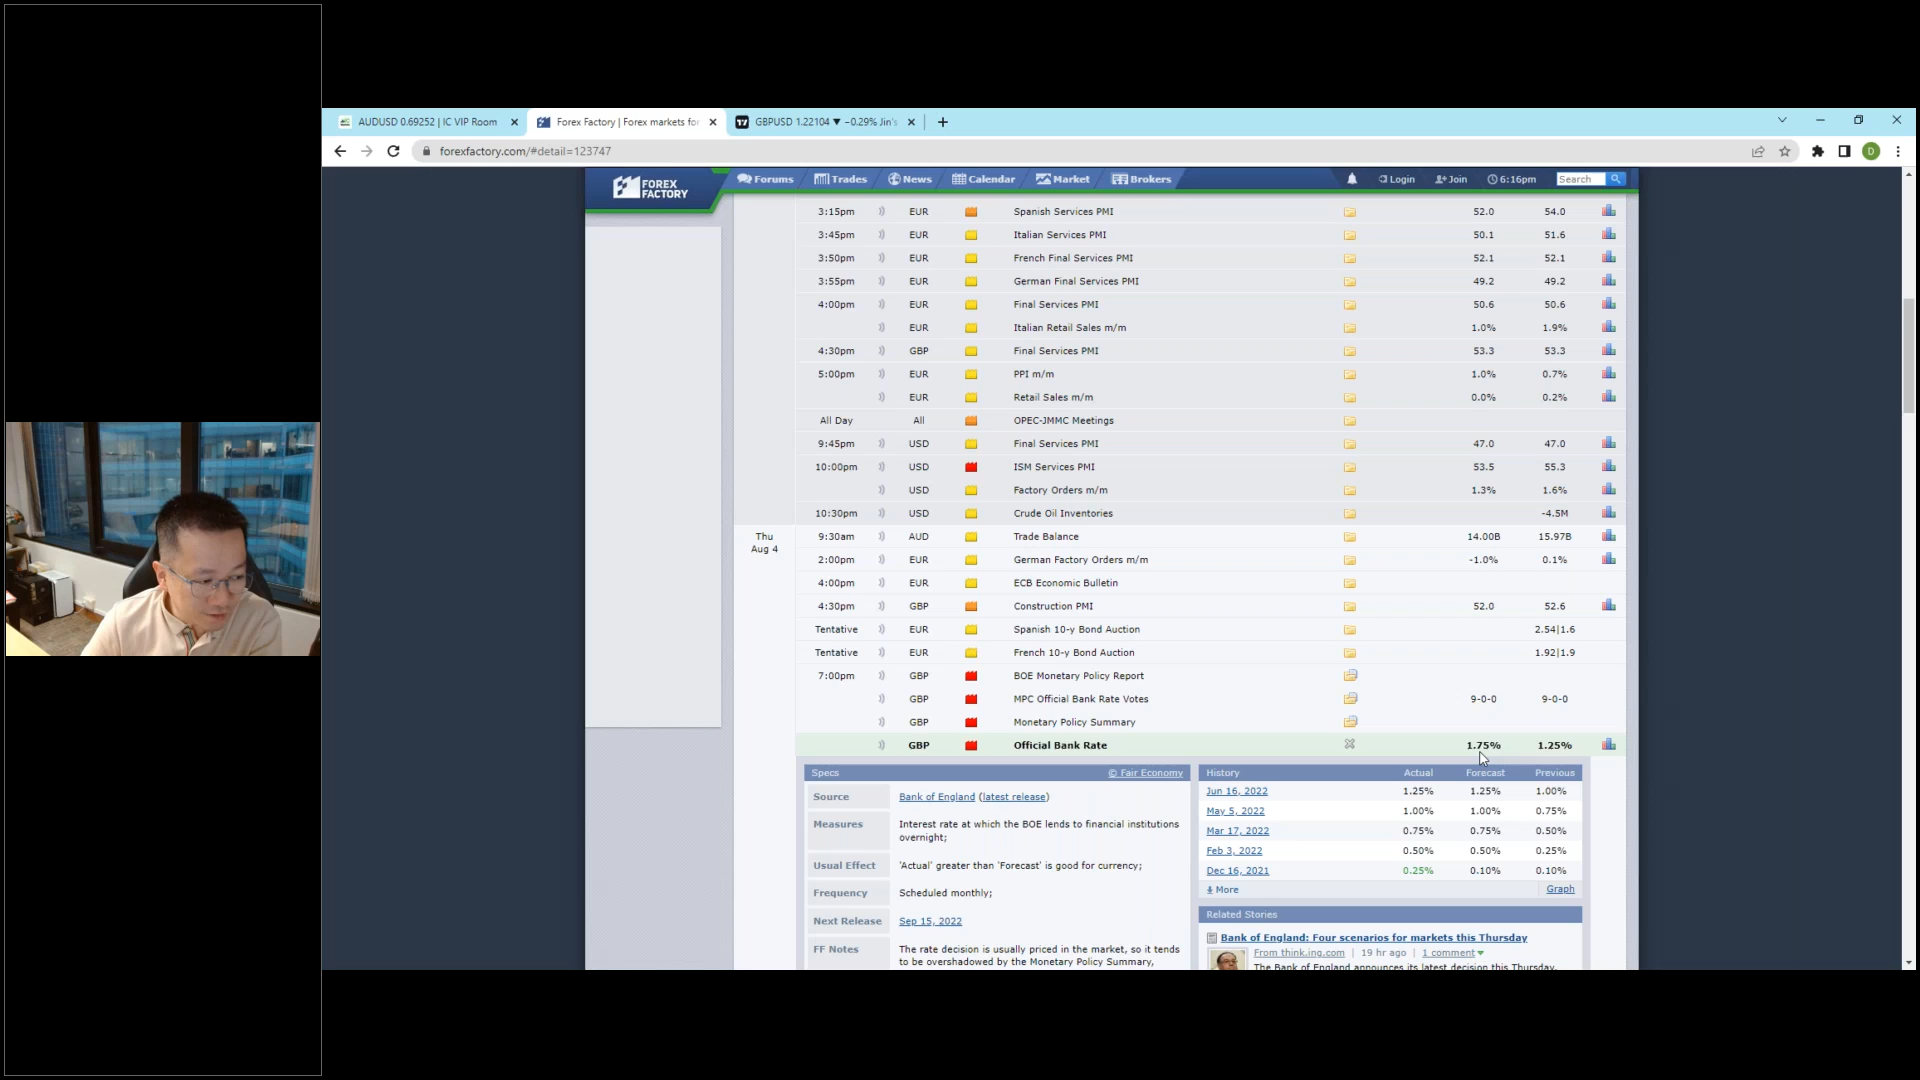 AUDUSD 0.69252 | IC VIP Room
Forex Factory | Forex markets for
GBPUSD 1.22104 ▼ −0.29% Jin's
forexfactory.com/#detail=123747
D
FOREX FACTORY
Forums Trades News Calendar Market Brokers
Login Join 6:16pm Search
3:15pm EUR Spanish Services PMI 52.0 54.0
3:45pm EUR Italian Services PMI 50.1 51.6
3:50pm EUR French Final Services PMI 52.1 52.1
3:55pm EUR German Final Services PMI 49.2 49.2
4:00pm EUR Final Services PMI 50.6 50.6
EUR Italian Retail Sales m/m 1.0% 1.9%
4:30pm GBP Final Services PMI 53.3 53.3
5:00pm EUR PPI m/m 1.0% 0.7%
EUR Retail Sales m/m 0.0% 0.2%
All Day All OPEC-JMMC Meetings
9:45pm USD Final Services PMI 47.0 47.0
10:00pm USD ISM Services PMI 53.5 55.3
USD Factory Orders m/m 1.3% 1.6%
10:30pm USD Crude Oil Inventories -4.5M
Thu Aug 4 9:30am AUD Trade Balance 14.00B 15.97B
2:00pm EUR German Factory Orders m/m -1.0% 0.1%
4:00pm EUR ECB Economic Bulletin
4:30pm GBP Construction PMI 52.0 52.6
Tentative EUR Spanish 10-y Bond Auction 2.54|1.6
Tentative EUR French 10-y Bond Auction 1.92|1.9
7:00pm GBP BOE Monetary Policy Report
GBP MPC Official Bank Rate Votes 9-0-0 9-0-0
GBP Monetary Policy Summary
GBP Official Bank Rate 1.75% 1.25%
Specs © Fair Economy
Source Bank of England (latest release)
Measures Interest rate at which the BOE lends to financial institutions
overnight;
Usual Effect 'Actual' greater than 'Forecast' is good for currency;
Frequency Scheduled monthly;
Next Release Sep 15, 2022
FF Notes The rate decision is usually priced in the market, so it tends
to be overshadowed by the Monetary Policy Summary,
History Actual Forecast Previous
Jun 16, 2022 1.25% 1.25% 1.00%
May 5, 2022 1.00% 1.00% 0.75%
Mar 17, 2022 0.75% 0.75% 0.50%
Feb 3, 2022 0.50% 0.50% 0.25%
Dec 16, 2021 0.25% 0.10% 0.10%
More Graph
Related Stories
Bank of England: Four scenarios for markets this Thursday
From think.ing.com | 19 hr ago | 1 comment
The Bank of England announces its latest decision this Thursday.